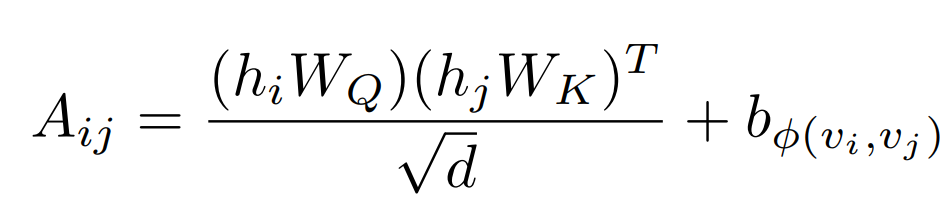 $A_{ij} = \frac{(h_i W_Q)(h_j W_K)^T}{\sqrt{d}} + b_{\phi(v_i, v_j)}$